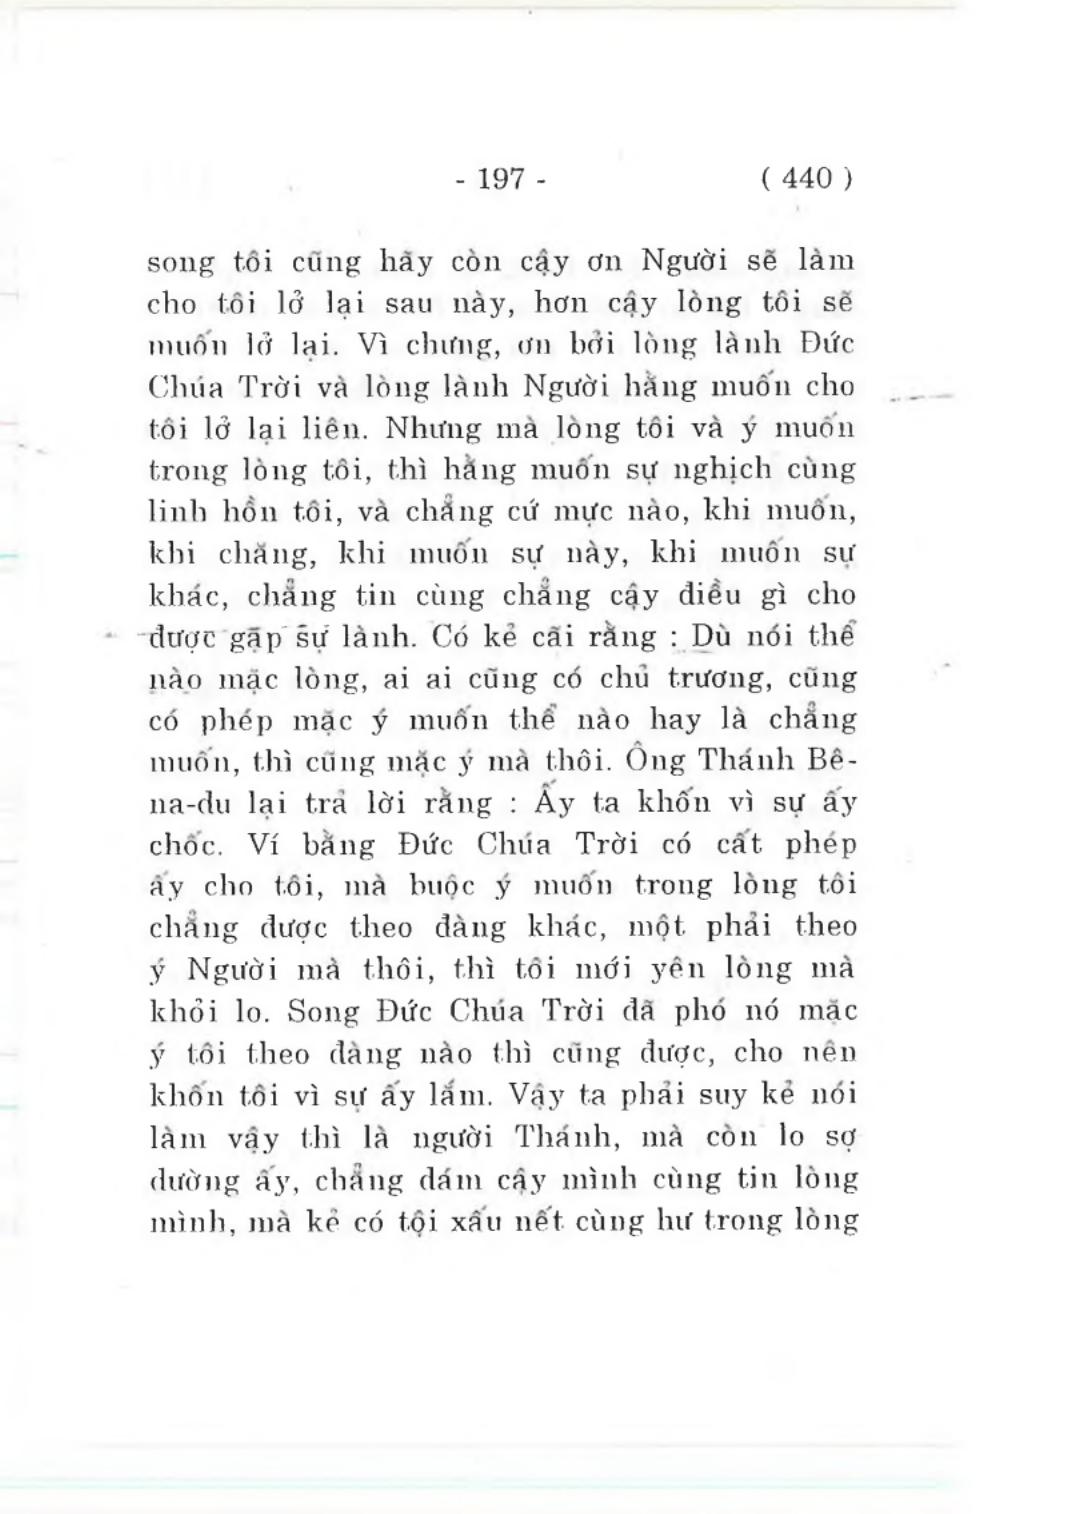 - 197 - ( 440 )
song tôi cũng hãy còn cậy ơn Người sẽ làm
cho tôi lở lại sau này, hơn cậy lòng tôi sẽ
muốn lở lại. Vì chưng, ơn bởi lòng lành Đức
Chúa Trời và lòng lành Người hằng muốn cho
tôi lở lại liên. Nhưng mà lòng tôi và ý muốn
trong lòng tôi, thì hằng muốn sự nghịch cùng
linh hồn tôi, và chẳng cứ mực nào, khi muốn,
khi chăng, khi muốn sự này, khi muốn sự
khác, chẳng tin cùng chẳng cậy điều gì cho
được gặp sự lành. Có kẻ cãi rằng : Dù nói thể
nào mặc lòng, ai ai cũng có chủ trương, cũng
có phép mặc ý muốn thể nào hay là chẳng
muốn, thì cũng mặc ý mà thôi. Ông Thánh Bê-
na-du lại trả lời rằng : Ấy ta khốn vì sự ấy
chốc. Ví bằng Đức Chúa Trời có cất phép
ấy cho tôi, mà buộc ý muốn trong lòng tôi
chẳng được theo đàng khác, một phải theo
ý Người mà thôi, thì tôi mới yên lòng mà
khỏi lo. Song Đức Chúa Trời đã phó nó mặc
ý tôi theo đàng nào thì cũng được, cho nên
khốn tôi vì sự ấy lắm. Vậy ta phải suy kẻ nói
làm vậy thì là người Thánh, mà còn lo sợ
dường ấy, chẳng dám cậy mình cùng tin lòng
mình, mà kẻ có tội xấu nết cùng hư trong lòng